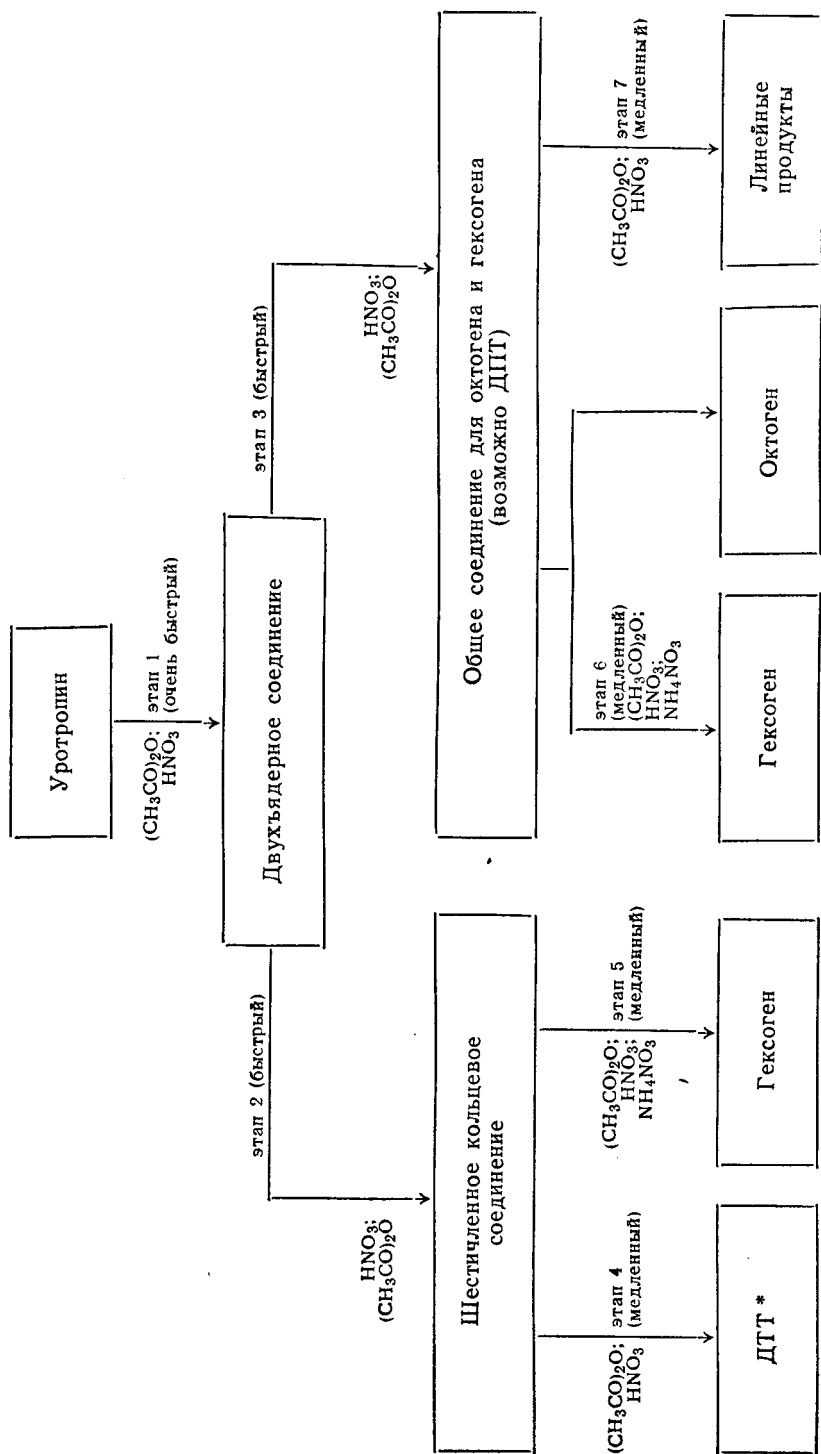 Уротропин
(CH₃CO)₂O; этап 1
HNO₃ (очень быстрый)
Двухъядерное соединение
этап 2 (быстрый)
HNO₃;
(CH₃CO)₂O
этап 3 (быстрый)
HNO₃;
(CH₃CO)₂O
Шестичленное кольцевое
соединение
Общее соединение для октогена и гексогена
(возможно ДПТ)
(CH₃CO)₂O; этап 4
HNO₃ (медленный)
(CH₃CO)₂O; этап 5
HNO₃; (медленный)
NH₄NO₃
этап 6
(медленный)
(CH₃CO)₂O;
HNO₃;
NH₄NO₃
(CH₃CO)₂O; этап 7
HNO₃ (медленный)
ДТТ *
Гексоген
Гексоген
Октоген
Линейные
продукты